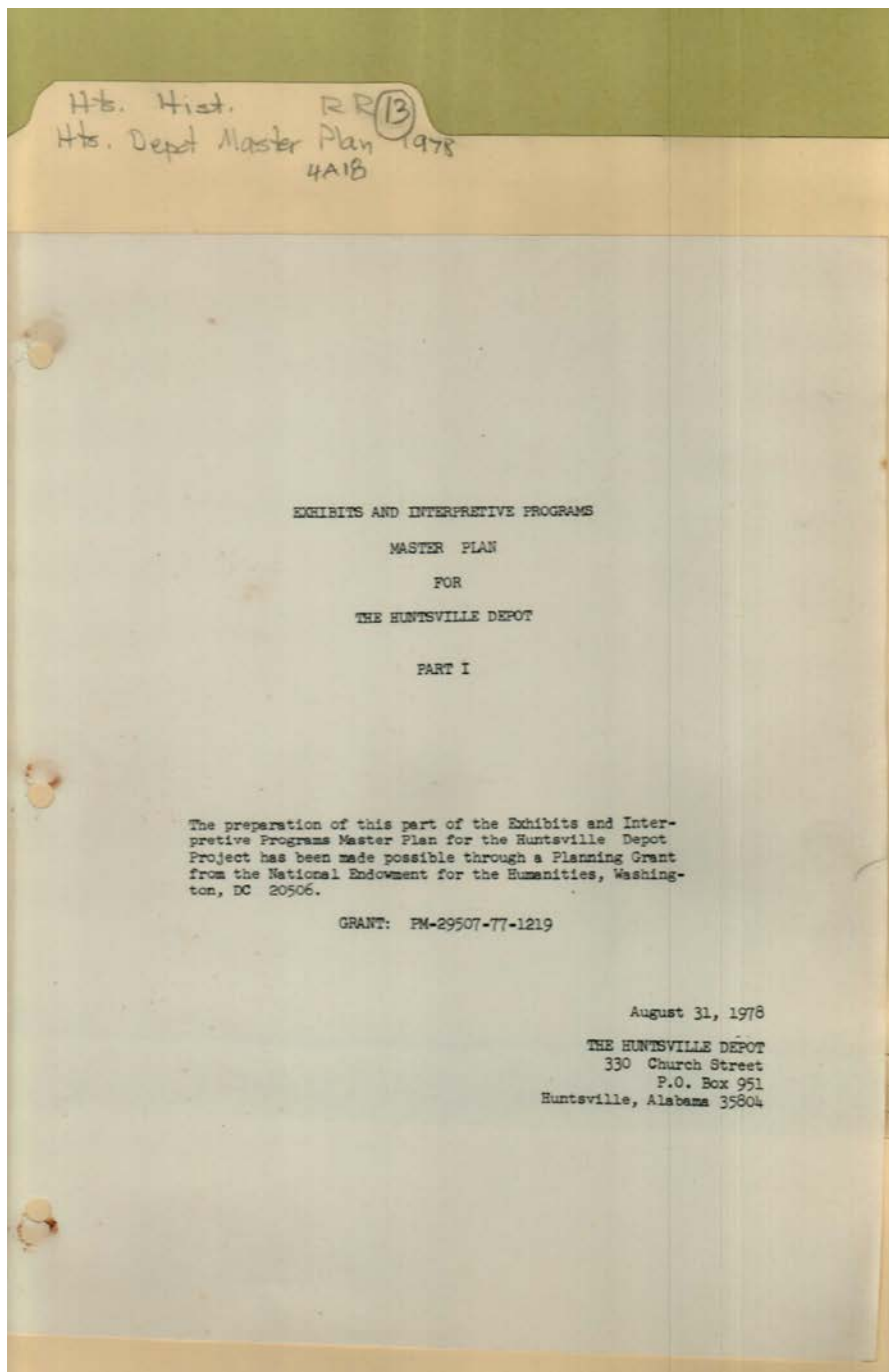 Hts. Hist. RR 13
Hts. Depot Master Plan 1978
4A18
EXHIBITS AND INTERPRETIVE PROGRAMS
MASTER PLAN
FOR
THE HUNTSVILLE DEPOT
PART I
The preparation of this part of the Exhibits and Inter-
pretive Programs Master Plan for the Huntsville Depot
Project has been made possible through a Planning Grant
from the National Endowment for the Humanities, Washing-
ton, DC 20506.
GRANT: PM-29507-77-1219
August 31, 1978
THE HUNTSVILLE DEPOT
330 Church Street
P.O. Box 951
Huntsville, Alabama 35804